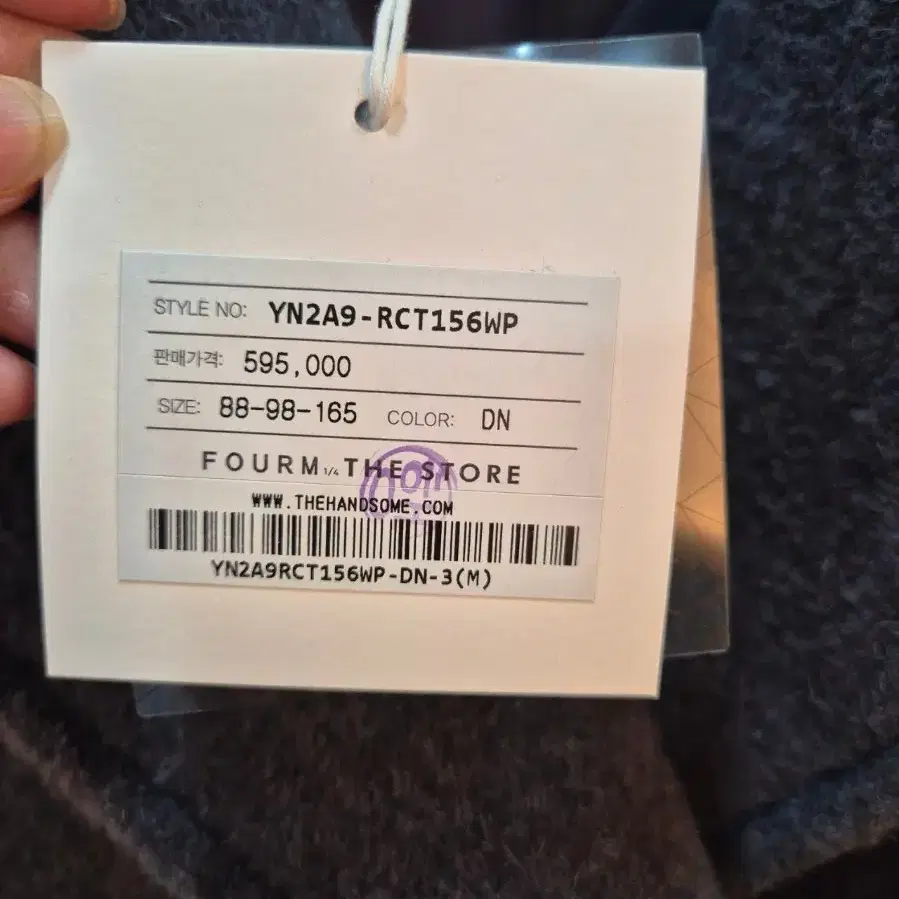 STYLE NO: YN2A9-RCT156WP
판매가격: 595,000
SIZE: 88-98-165 COLOR: DN
FOURM 1/4 THE STORE
WWW.THEHANDSOME.COM
YN2A9RCT156WP-DN-3(M)